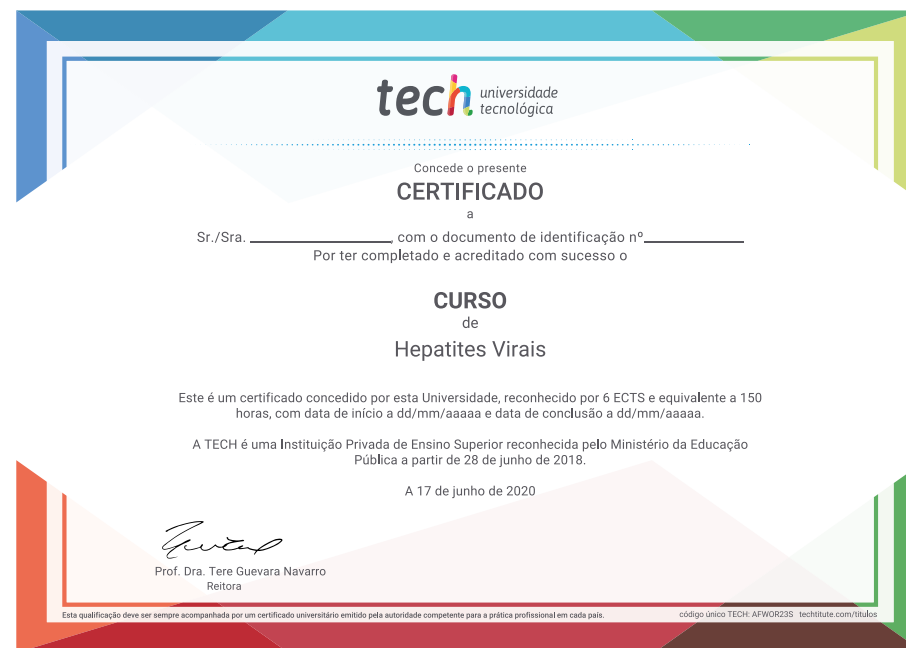 tech universidade
tecnológica
Concede o presente
CERTIFICADO
a
Sr./Sra. ______________, com o documento de identificação nº__________
Por ter completado e acreditado com sucesso o
CURSO
de
Hepatites Virais
Este é um certificado concedido por esta Universidade, reconhecido por 6 ECTS e equivalente a 150
horas, com data de início a dd/mm/aaaaa e data de conclusão a dd/mm/aaaaa.
A TECH é uma Instituição Privada de Ensino Superior reconhecida pelo Ministério da Educação
Pública a partir de 28 de junho de 2018.
A 17 de junho de 2020
Prof. Dra. Tere Guevara Navarro
Reitora
Esta qualificação deve ser sempre acompanhada por um certificado universitário emitido pela autoridade competente para a prática profissional em cada país.
código único TECH: AFWOR23S techtitute.com/titulos